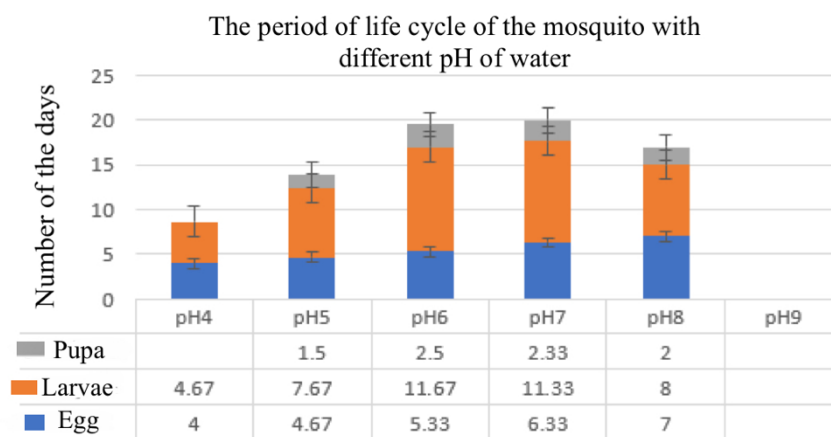 The period of life cycle of the mosquito with
different pH of water
Number of the days
25
20
15
10
5
0
pH4 pH5 pH6 pH7 pH8 pH9
Pupa 1.5 2.5 2.33 2
Larvae 4.67 7.67 11.67 11.33 8
Egg 4 4.67 5.33 6.33 7